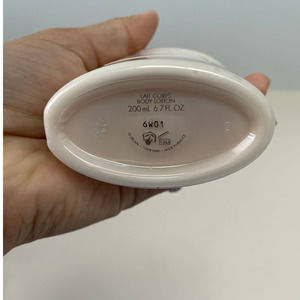 LAIT CORPS
BODY LOTION
200 mL 6.7 FL.OZ.
6W01